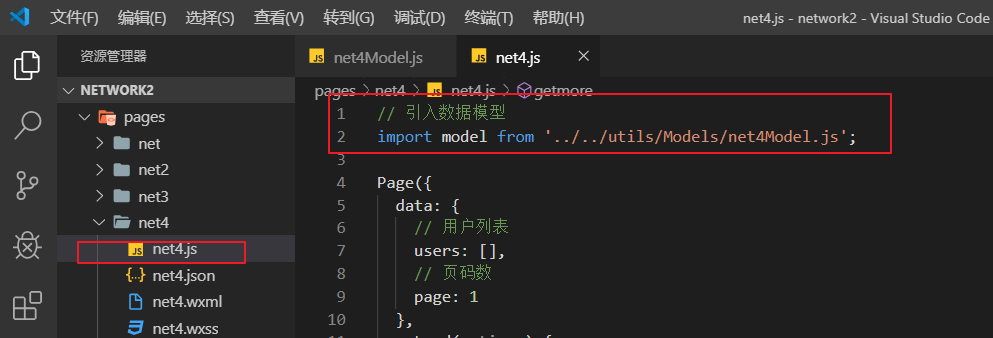 文件(F) 编辑(E) 选择(S) 查看(V) 转到(G) 调试(D) 终端(T) 帮助(H) net4.js - network2 - Visual Studio Code
资源管理器
NETWORK2
pages
net
net2
net3
net4
JS net4.js
{..} net4.json
net4.wxml
net4.wxss
JS net4Model.js JS net4.js
pages > net4 > JS net4.js > getmore
1 // 引入数据模型
2 import model from '../../utils/Models/net4Model.js';
3
4 Page({
5 data: {
6 // 用户列表
7 users: [],
8 // 页码数
9 page: 1
10 },